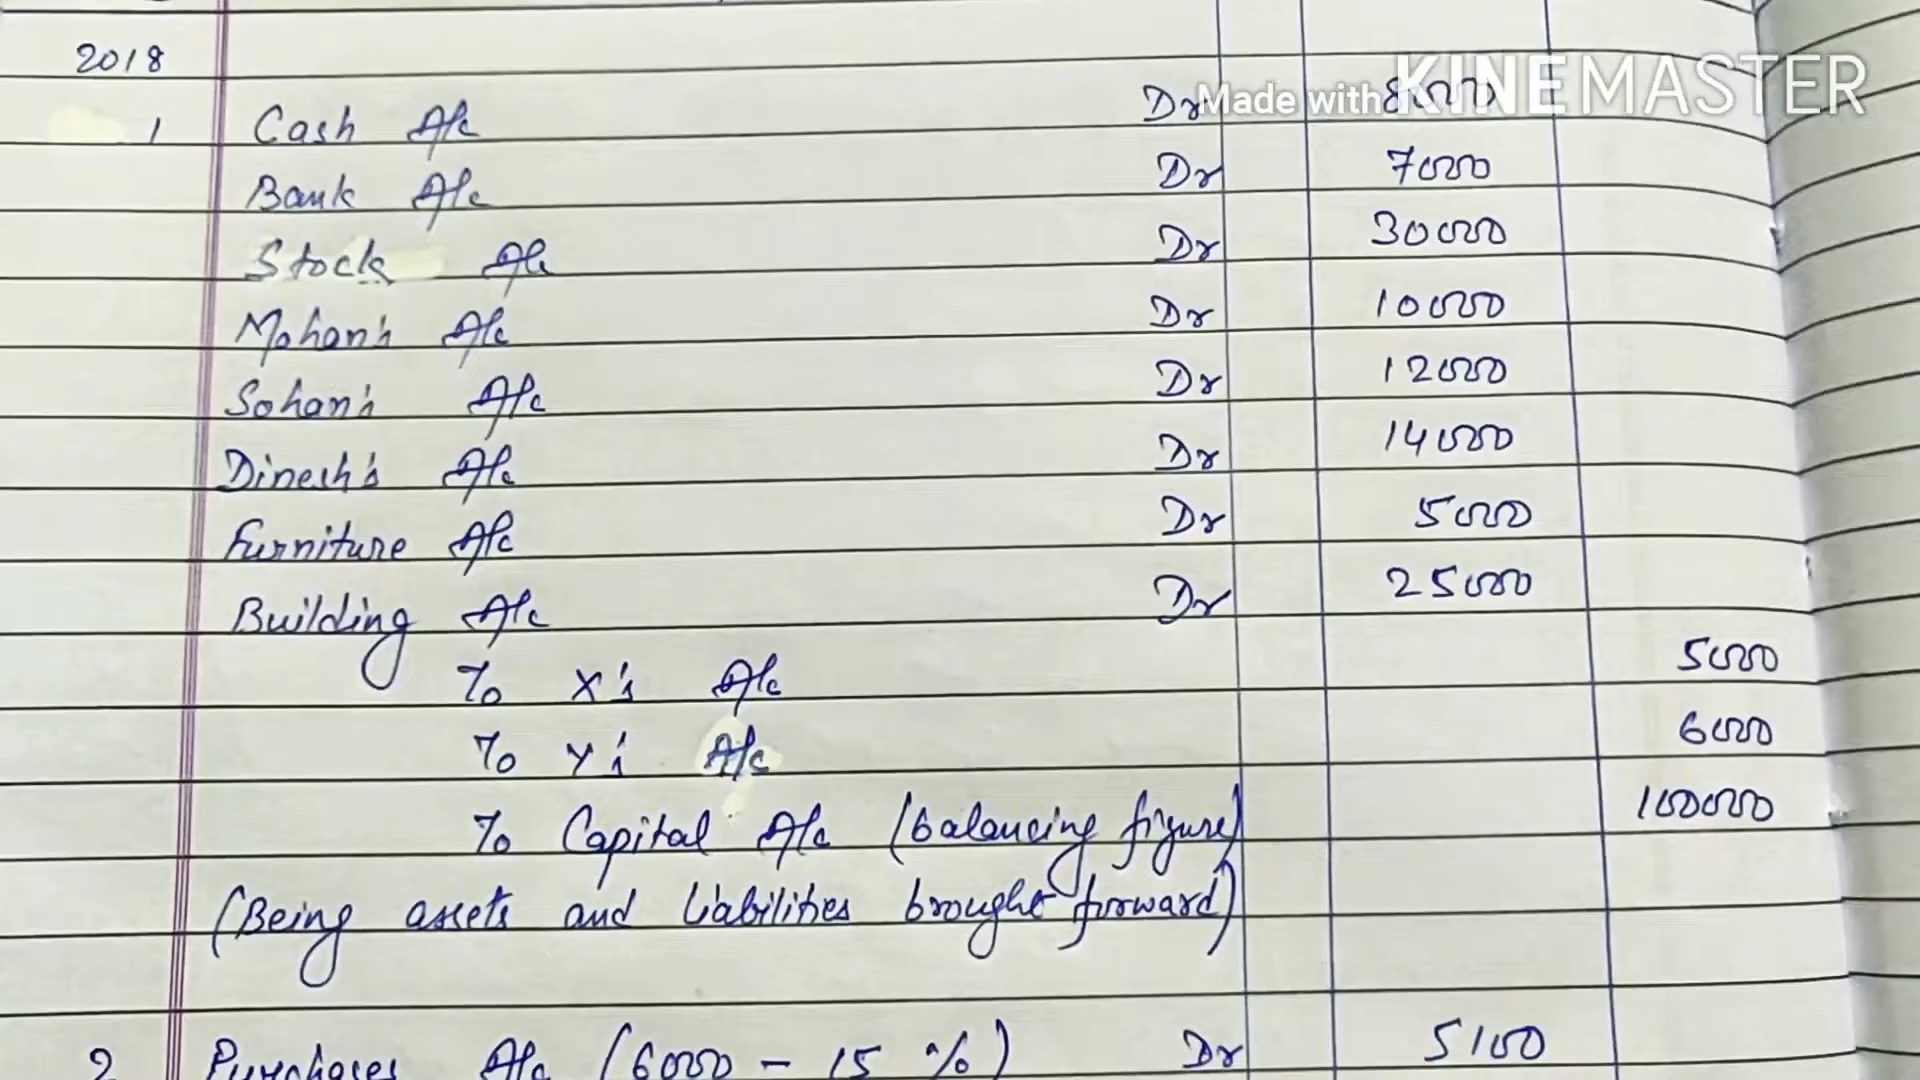 2018
Made with KINEMASTER
1 Cash A/c Dr 8000
Bank A/c Dr 7000
Stock A/c Dr 30000
Mohan's A/c Dr 10000
Sohan's A/c Dr 12000
Dinesh's A/c Dr 14000
Furniture A/c Dr 5000
Building A/c Dr 25000
To X's A/c 5000
To Y's A/c 6000
To Capital A/c (balancing figure) 100000
(Being assets and liabilities brought forward)
2 Purchases A/c (6000 - 15 %) Dr 5100